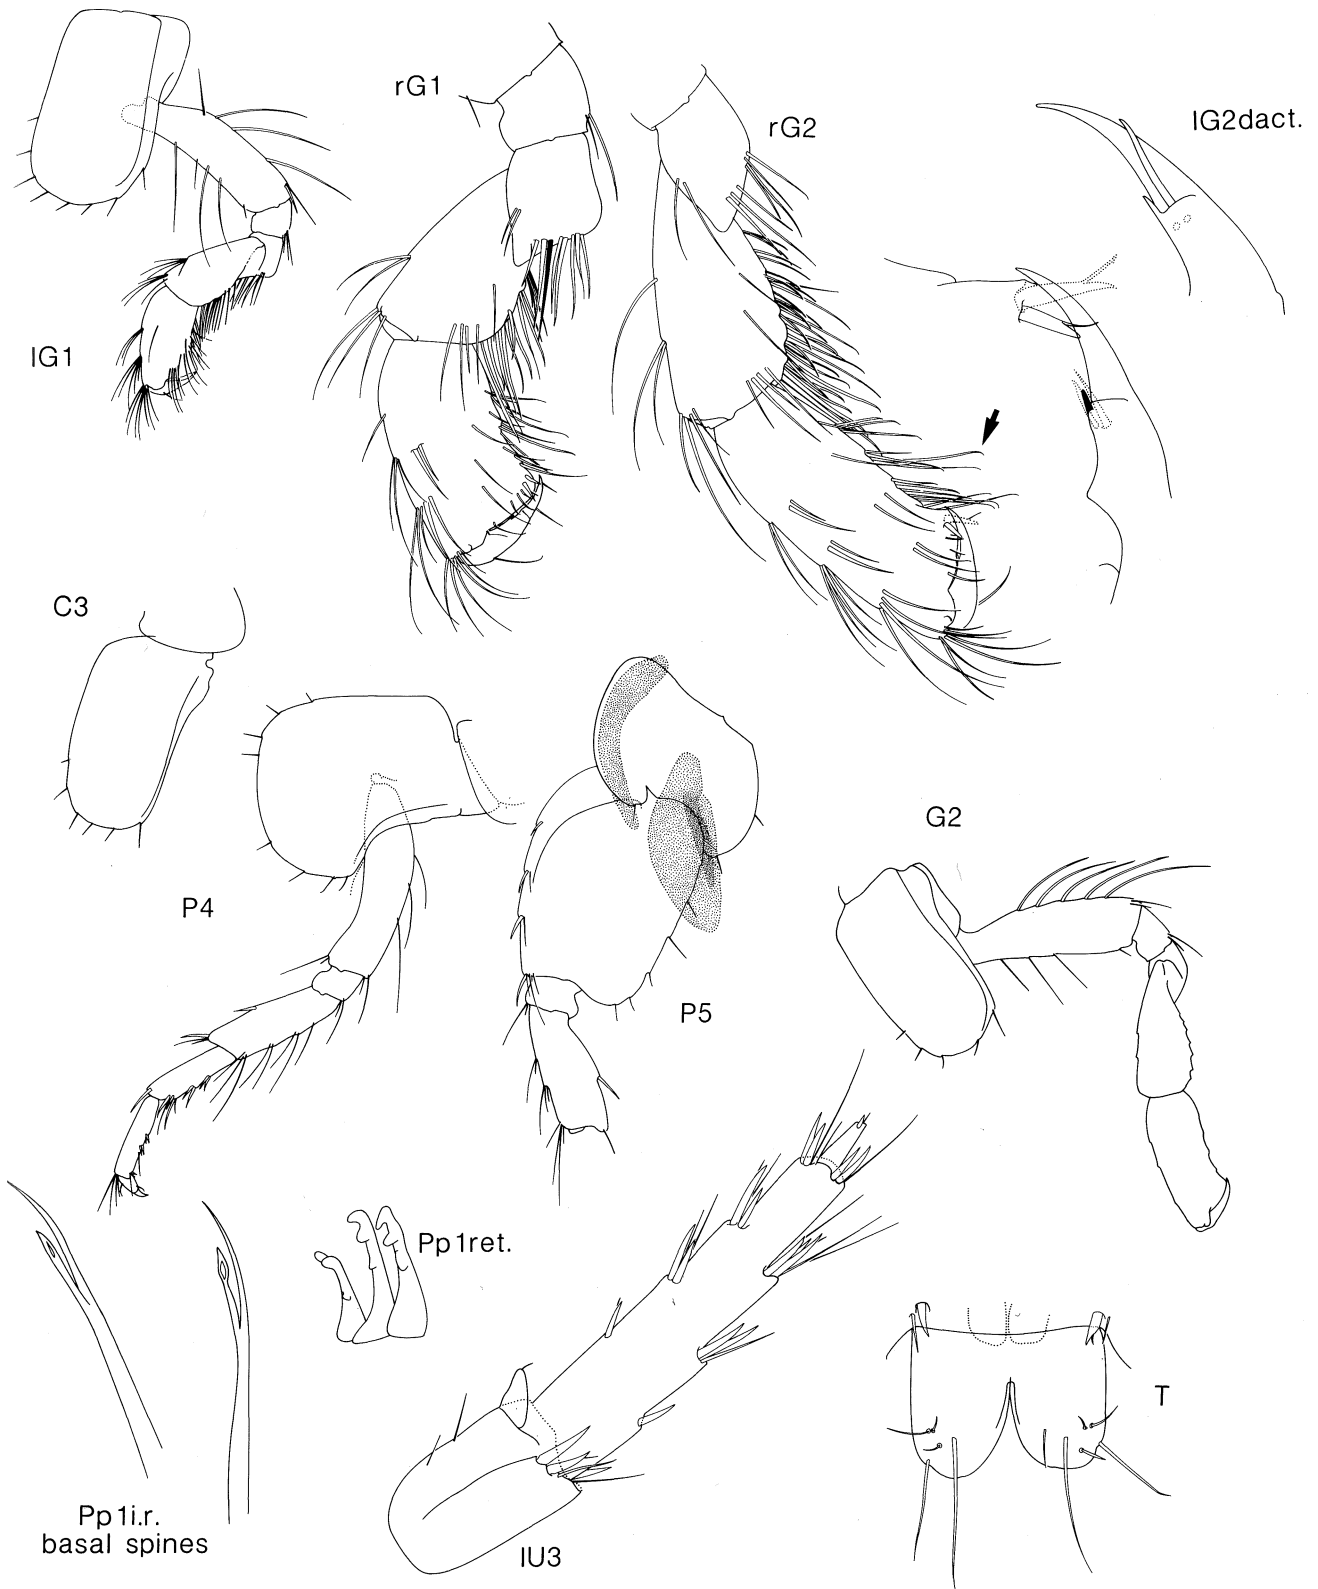 rG1
rG2
lG2dact.
lG1
C3
G2
P4
P5
Pp1ret.
T
Pp1i.r.
basal spines
lU3